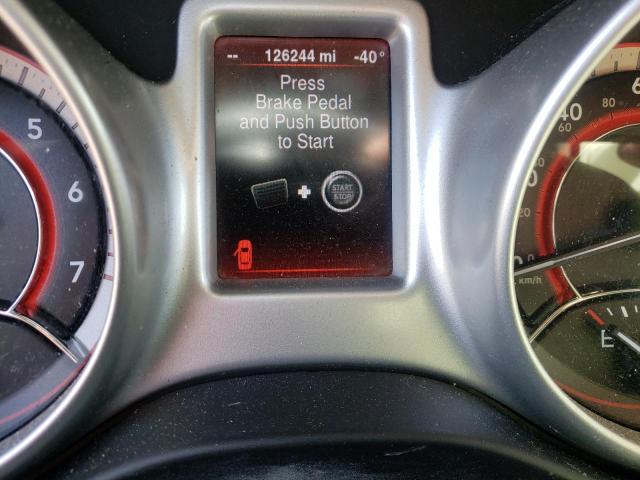 -- 126244 mi -40°
Press
Brake Pedal
and Push Button
to Start
START
STOP
5
6
7
40
60
80
20
km/h
E